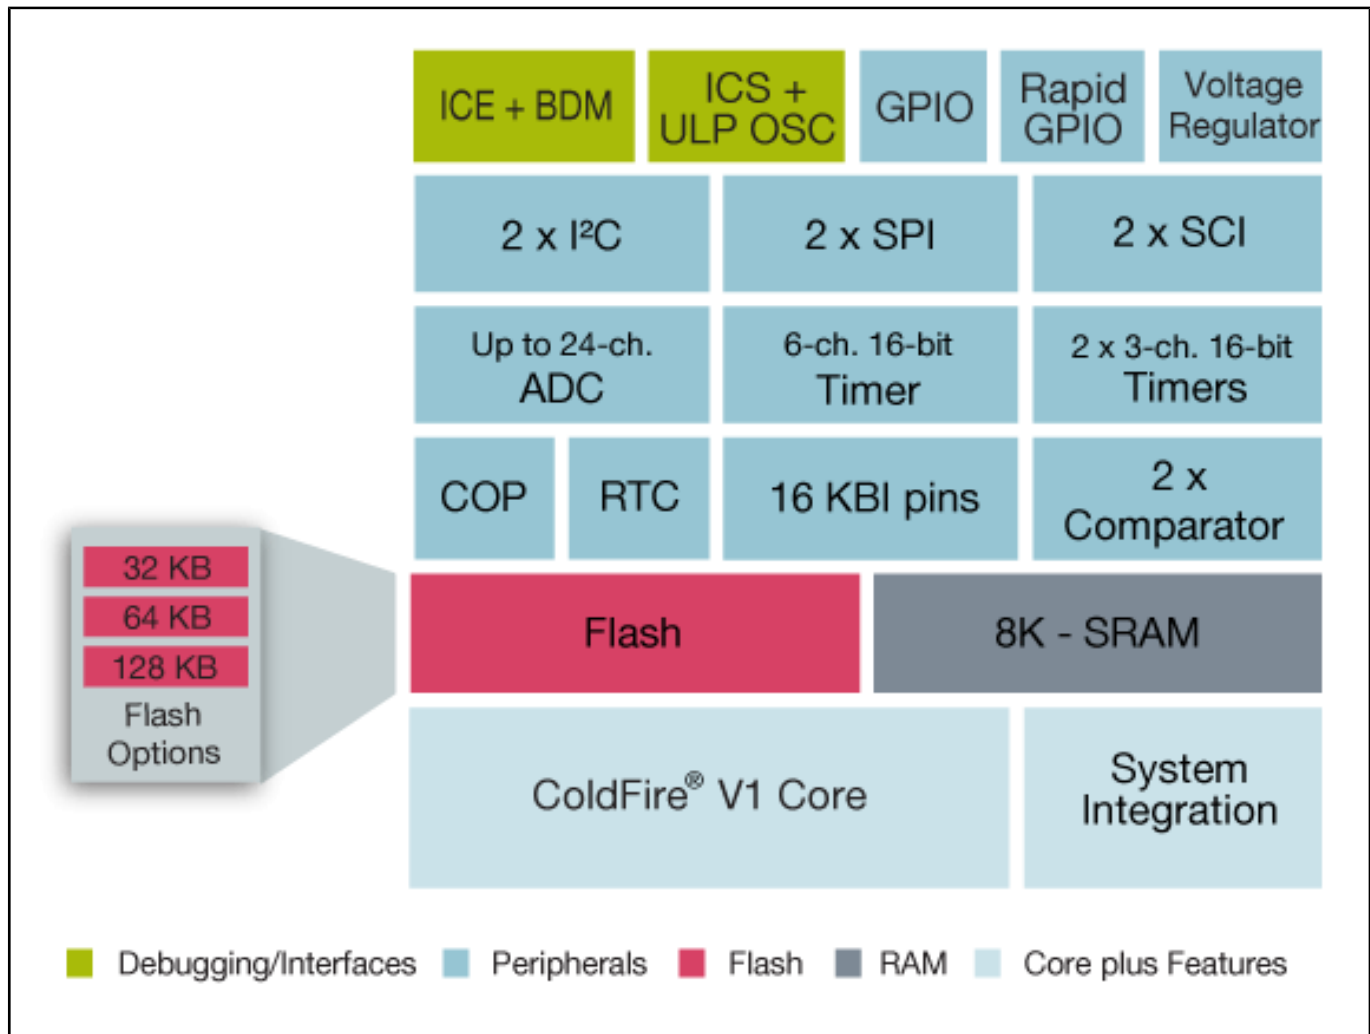 ICE + BDM
ICS +
ULP OSC
GPIO
Rapid
GPIO
Voltage
Regulator
2 x I²C
2 x SPI
2 x SCI
Up to 24-ch.
ADC
6-ch. 16-bit
Timer
2 x 3-ch. 16-bit
Timers
COP
RTC
16 KBI pins
2 x
Comparator
32 KB
64 KB
128 KB
Flash
Options
Flash
8K - SRAM
ColdFire® V1 Core
System
Integration
Debugging/Interfaces
Peripherals
Flash
RAM
Core plus Features